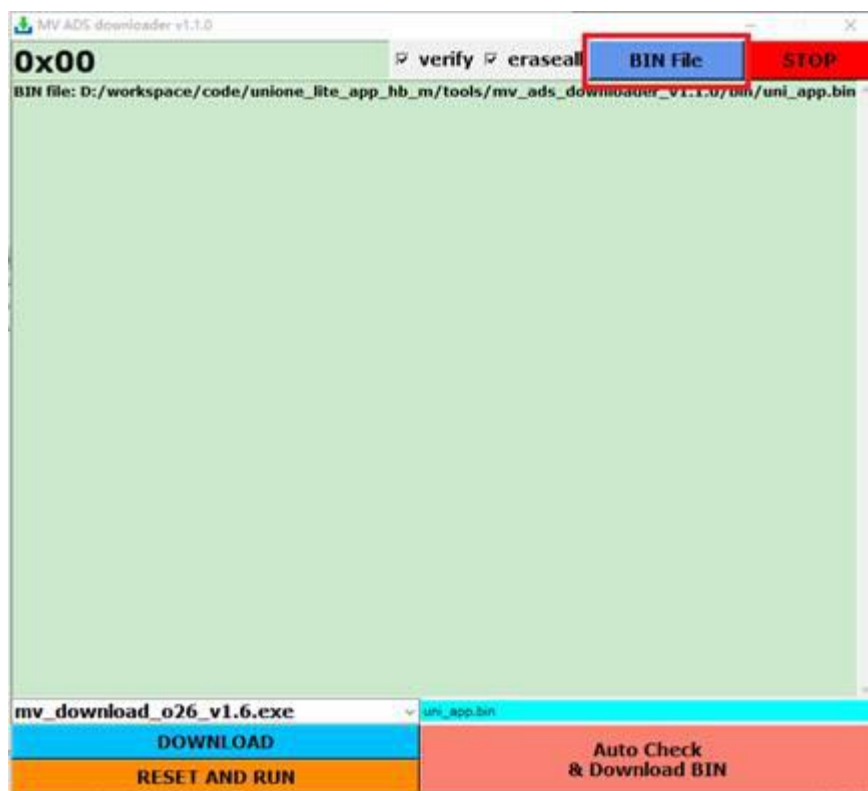 MV ADS downloader v1.1.0
0x00 verify eraseall BIN File STOP
BIN file: D:/workspace/code/unione_lite_app_hb_m/tools/mv_ads_downloader_v1.1.0/bin/uni_app.bin
mv_download_o26_v1.6.exe uni_app.bin
DOWNLOAD
RESET AND RUN
Auto Check
& Download BIN